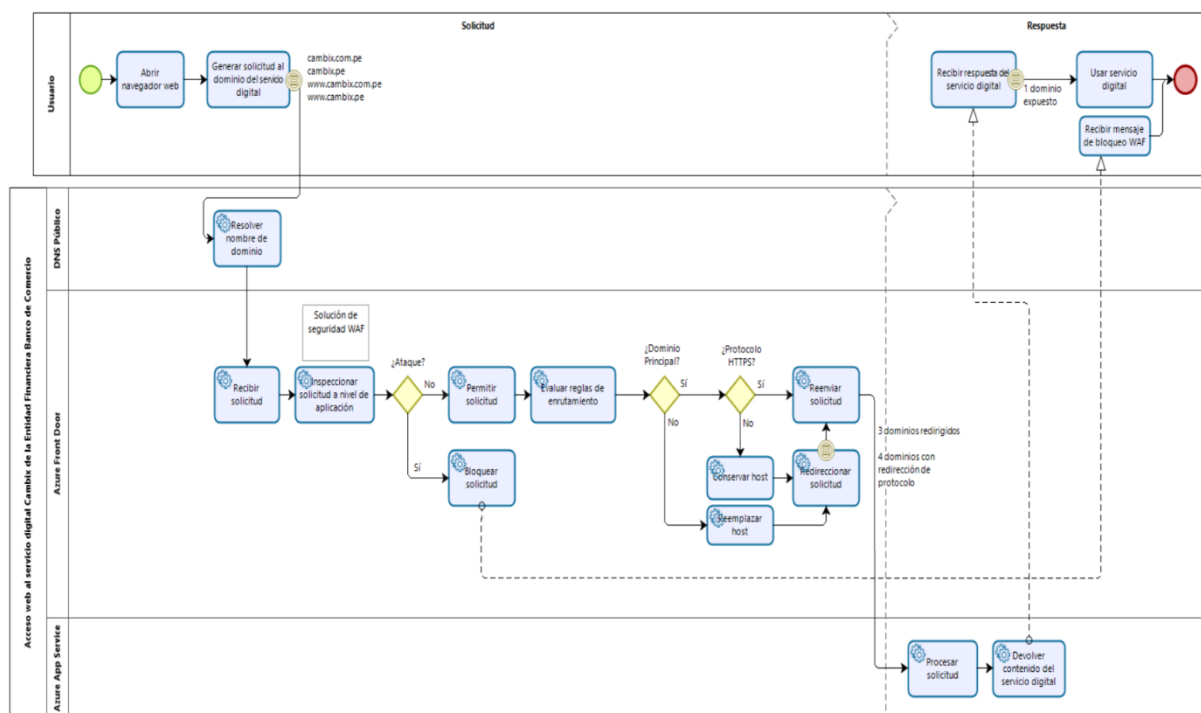 Solicitud
Respuesta
Usuario
Abrir
navegador web
Generar solicitud al
dominio del servicio
digital
cambix.com.pe
cambix.pe
www.cambix.com.pe
www.cambix.pe
Recibir respuesta del
servicio digital
1 dominio
expuesto
Usar servicio
digital
Recibir mensaje
de bloqueo WAF
Acceso web al servicio digital Cambix de la Entidad Financiera Banco de Comercio
DNS Público
Resolver
nombre de
dominio
Azure Front Door
Solución de
seguridad WAF
Recibir
solicitud
Inspeccionar
solicitud a nivel de
aplicación
¿Ataque?
No
Sí
Permitir
solicitud
Bloquear
solicitud
Evaluar reglas de
enrutamiento
¿Dominio
Principal?
Sí
No
¿Protocolo
HTTPS?
Sí
No
Reenviar
solicitud
Conservar host
Redireccionar
solicitud
Reemplazar
host
3 dominios redirigidos
4 dominios con
redirección de
protocolo
Azure App Service
Procesar
solicitud
Devolver
contenido del
servicio digital